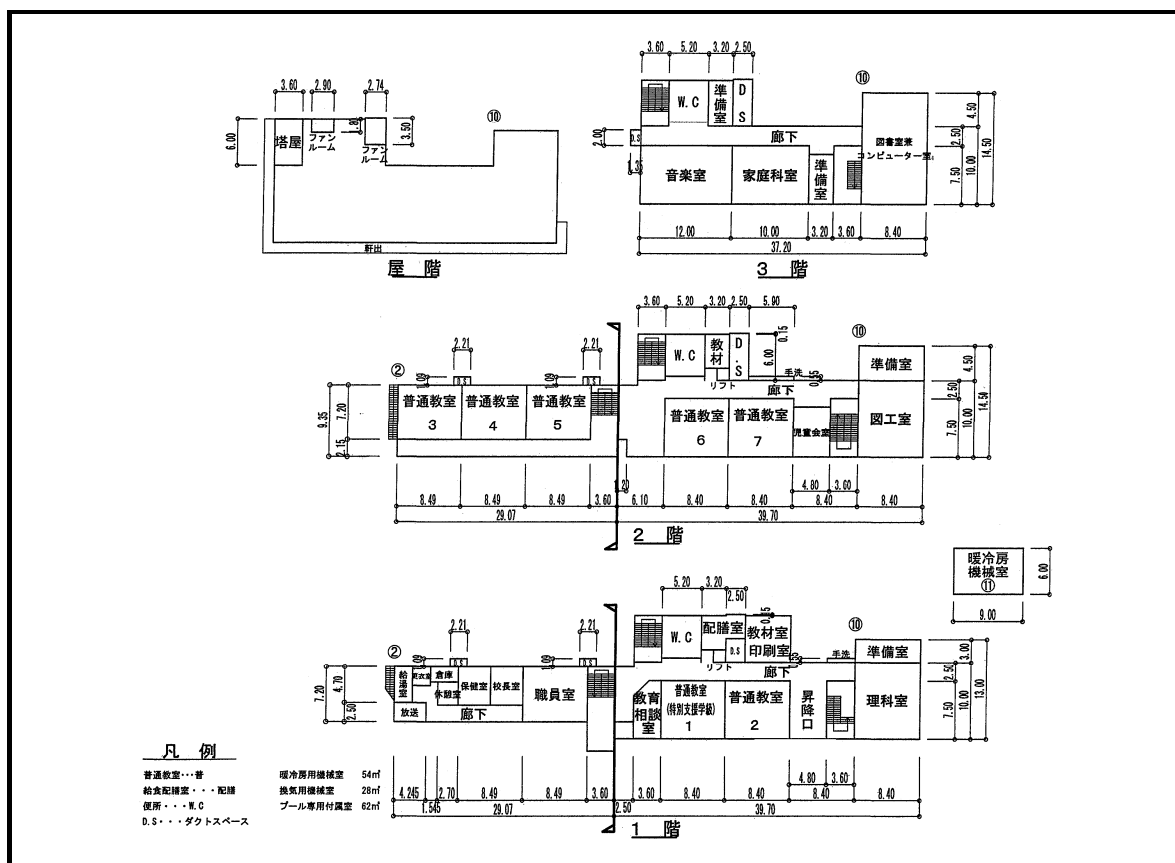 3.60 2.90 2.74
⑩
6.00
塔屋
1.80
ファン
ルーム
ファン
ルーム
3.50
軒出
屋 階
3.60 5.20 3.20 2.50
⑩
W.C
準備室
D S
2.00
D.S
1.35
廊下
図書室兼
コンピューター室
音楽室
家庭科室
準備室
4.50
2.50
7.50
10.00
14.50
12.00 10.00 3.20 3.60 8.40
37.20
3 階
3.60 5.20 3.20 2.50 5.90
⑩
0.15
②
2.21 2.21
1.09 1.09
D.S D.S
W.C
教材
D.S
6.00
リフト
手洗
廊下
準備室
図工室
9.35
7.20
2.15
普通教室
3
普通教室
4
普通教室
5
普通教室
6
普通教室
7
児童会室
4.50
2.50
7.50
10.00
14.50
1.20
4.80 3.60
8.49 8.49 8.49 3.60 6.10 8.40 8.40 8.40 8.40
29.07 39.70
2 階
暖冷房
機械室
⑪
6.00
9.00
5.20 3.20
2.50
⑩
②
2.21 2.21
1.09 1.09
D.S D.S
W.C
配膳室
D.S
教材室
印刷室
リフト
手洗
廊下
準備室
理科室
7.20
4.70
2.50
給湯室
更衣室
倉庫
休憩室
保健室
校長室
職員室
放送
廊下
教育相談室
普通教室
(特別支援学級)
1
普通教室
2
昇降口
3.00
2.50
7.50
10.00
13.00
4.80 3.60
4.245 2.70 8.49 8.49 3.60 3.60 8.40 8.40 8.40 8.40
1.545 29.07 2.50 39.70
1 階
凡 例
普通教室・・・普
給食配膳室・・・配膳
便所・・・W.C
D.S・・・ダクトスペース
暖冷房用機械室 54㎡
換気用機械室 28㎡
プール専用付属室 62㎡